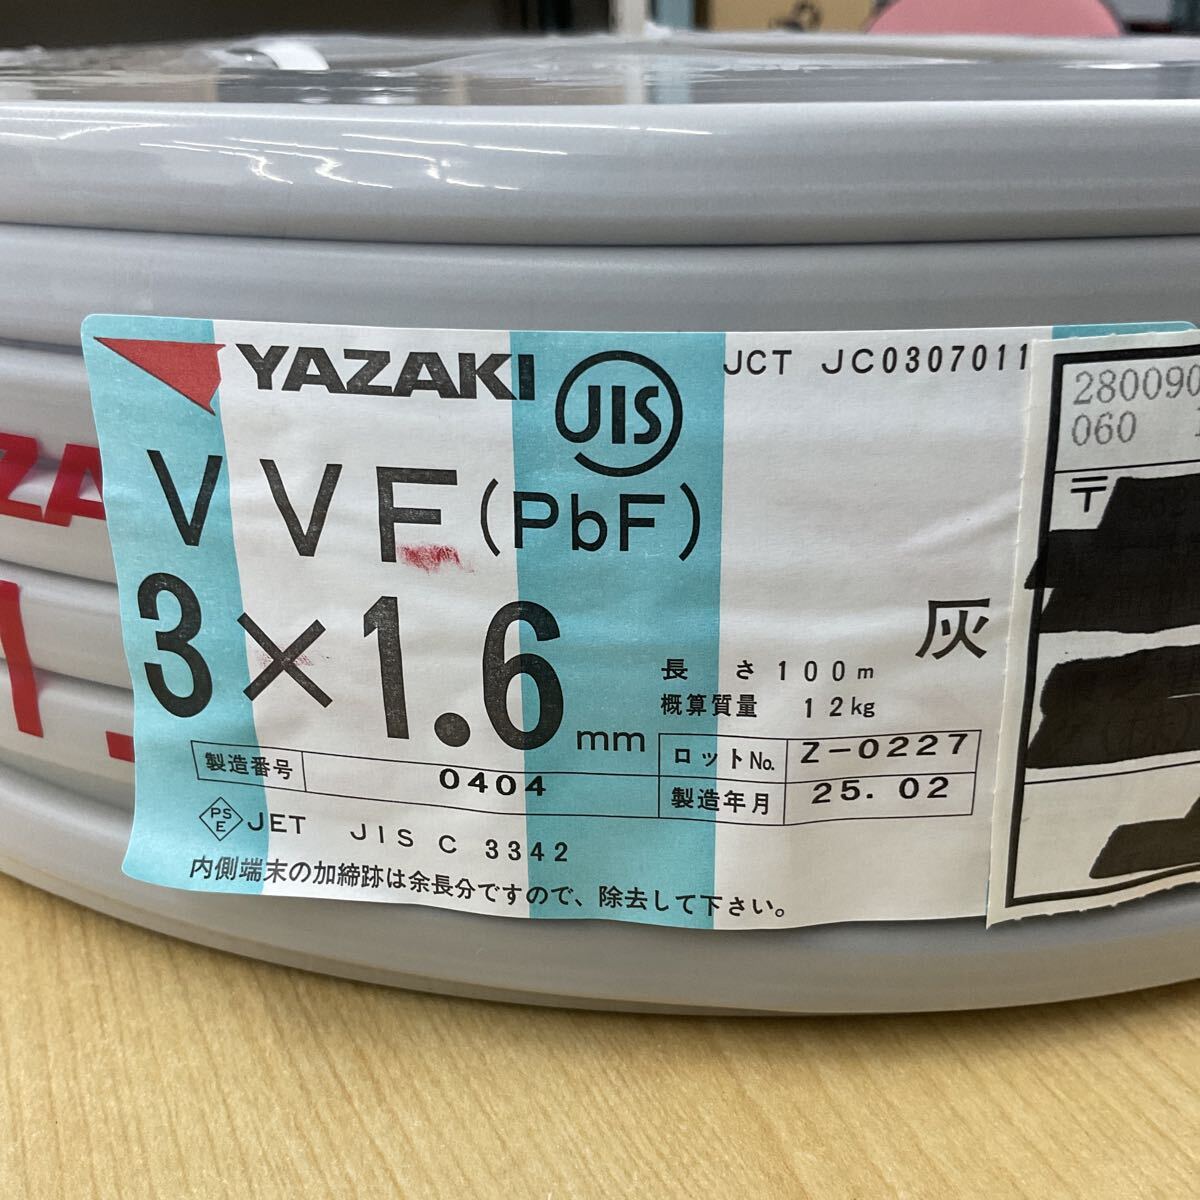 YAZAKI
JIS
JCT JC0307011
VVF(PbF)
3×1.6mm
灰
長さ100m
概算質量 12kg
製造番号 0404
ロットNo. Z-0227
製造年月 25.02
PSE JET JIS C 3342
内側端末の加締跡は余長分ですので、除去して下さい。
280090
060
〒
ZA